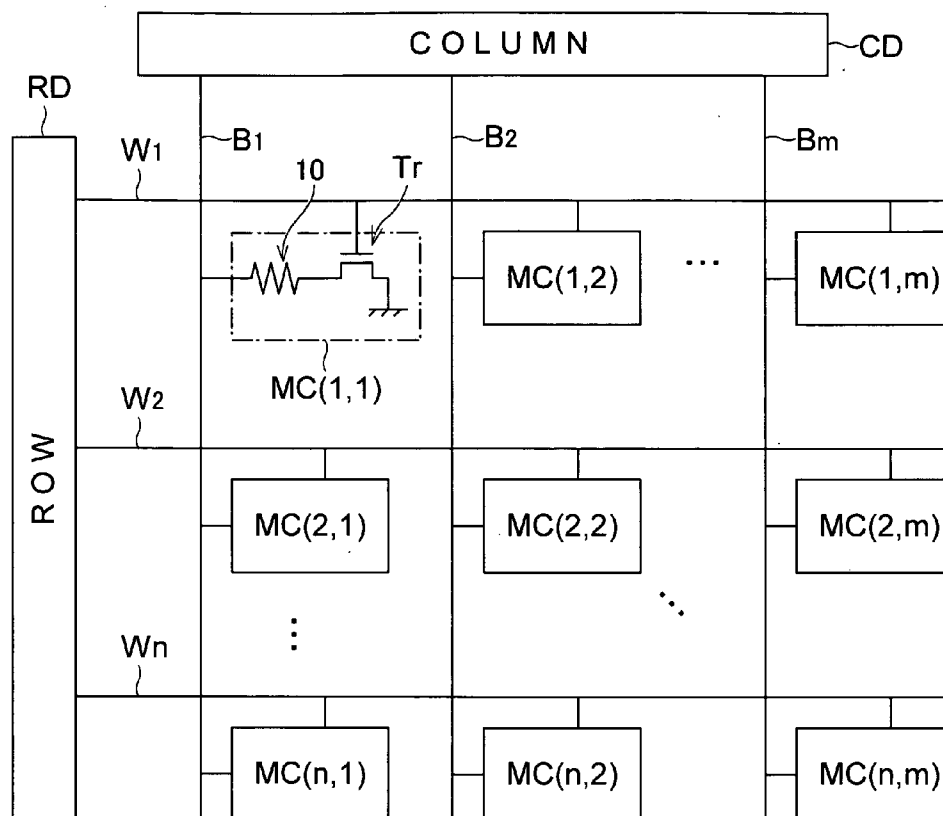 COLUMN
CD
RD
B1
B2
Bm
W1
10
Tr
MC(1,2)
...
MC(1,m)
MC(1,1)
W2
ROW
MC(2,1)
MC(2,2)
MC(2,m)
Wn
MC(n,1)
MC(n,2)
MC(n,m)